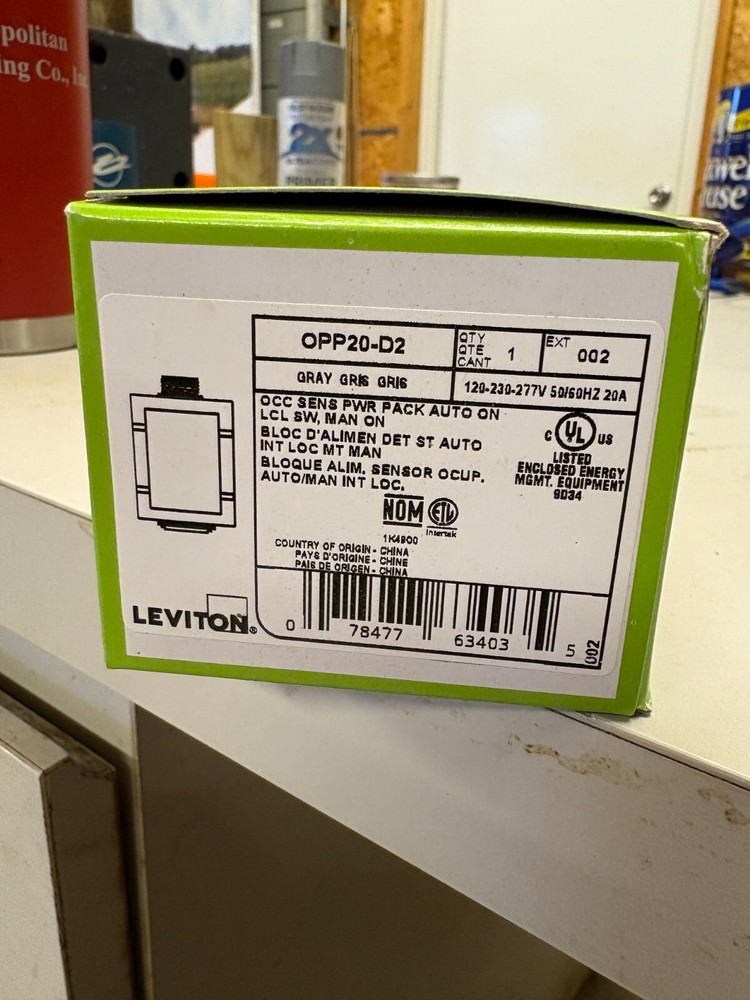 politan
ing Co., In
2X
OPP20-D2
QTY
QTE
CANT
1
EXT
002
GRAY GRIS GRIS
120-230-277V 50/60HZ 20A
OCC SENS PWR PACK AUTO ON
LCL SW, MAN ON
BLOC D'ALIMEN DET ST AUTO
INT LOC MT MAN
BLOQUE ALIM. SENSOR OCUP.
AUTO/MAN INT LOC.
C UL US
LISTED
ENCLOSED ENERGY
MGMT. EQUIPMENT
9D34
NOM ETL
Intertek
1K4900
COUNTRY OF ORIGIN - CHINA
PAYS D'ORIGINE - CHINE
PAIS DE ORIGEN - CHINA
LEVITON®
0 78477 63403 5
002